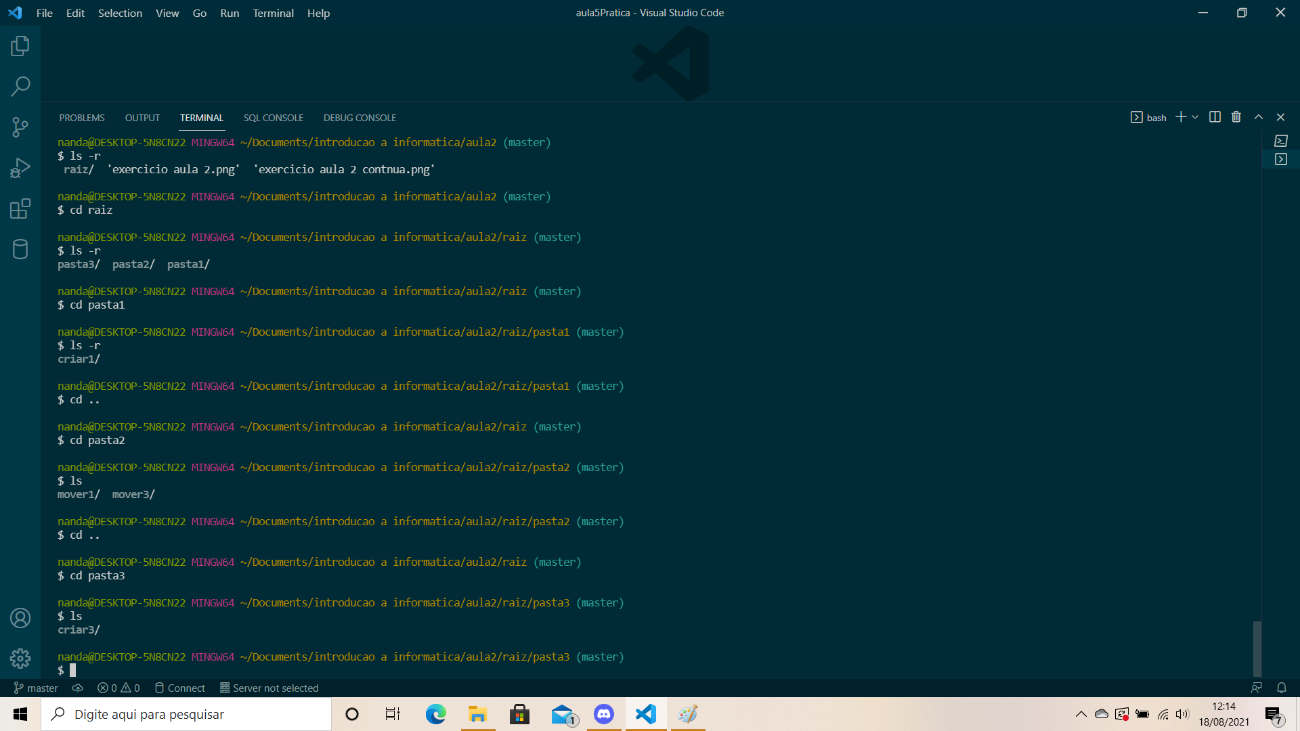 File Edit Selection View Go Run Terminal Help aula5Pratica - Visual Studio Code
PROBLEMS OUTPUT TERMINAL SQL CONSOLE DEBUG CONSOLE bash
nanda@DESKTOP-5N8CN22 MINGW64 ~/Documents/introducao a informatica/aula2 (master)
$ ls -r
raiz/ 'exercicio aula 2.png' 'exercicio aula 2 contnua.png'
nanda@DESKTOP-5N8CN22 MINGW64 ~/Documents/introducao a informatica/aula2 (master)
$ cd raiz
nanda@DESKTOP-5N8CN22 MINGW64 ~/Documents/introducao a informatica/aula2/raiz (master)
$ ls -r
pasta3/ pasta2/ pasta1/
nanda@DESKTOP-5N8CN22 MINGW64 ~/Documents/introducao a informatica/aula2/raiz (master)
$ cd pasta1
nanda@DESKTOP-5N8CN22 MINGW64 ~/Documents/introducao a informatica/aula2/raiz/pasta1 (master)
$ ls -r
criar1/
nanda@DESKTOP-5N8CN22 MINGW64 ~/Documents/introducao a informatica/aula2/raiz/pasta1 (master)
$ cd ..
nanda@DESKTOP-5N8CN22 MINGW64 ~/Documents/introducao a informatica/aula2/raiz (master)
$ cd pasta2
nanda@DESKTOP-5N8CN22 MINGW64 ~/Documents/introducao a informatica/aula2/raiz/pasta2 (master)
$ ls
mover1/ mover3/
nanda@DESKTOP-5N8CN22 MINGW64 ~/Documents/introducao a informatica/aula2/raiz/pasta2 (master)
$ cd ..
nanda@DESKTOP-5N8CN22 MINGW64 ~/Documents/introducao a informatica/aula2/raiz (master)
$ cd pasta3
nanda@DESKTOP-5N8CN22 MINGW64 ~/Documents/introducao a informatica/aula2/raiz/pasta3 (master)
$ ls
criar3/
nanda@DESKTOP-5N8CN22 MINGW64 ~/Documents/introducao a informatica/aula2/raiz/pasta3 (master)
$
master 0 0 Connect Server not selected
Digite aqui para pesquisar 1 12:14
18/08/2021 7